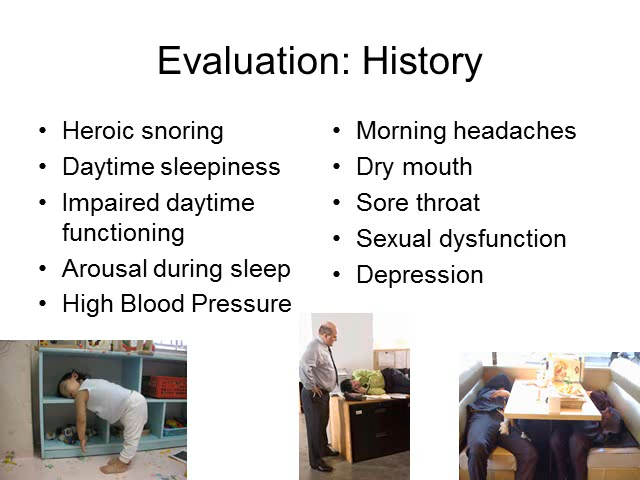 Evaluation: History
• Heroic snoring
• Daytime sleepiness
• Impaired daytime
functioning
• Arousal during sleep
• High Blood Pressure
• Morning headaches
• Dry mouth
• Sore throat
• Sexual dysfunction
• Depression